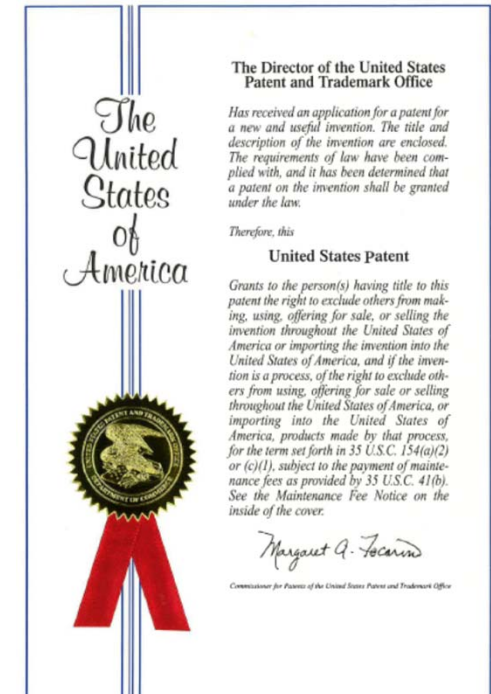 The
United
States
of
America
The Director of the United States
Patent and Trademark Office
Has received an application for a patent for
a new and useful invention. The title and
description of the invention are enclosed.
The requirements of law have been com-
plied with, and it has been determined that
a patent on the invention shall be granted
under the law.
Therefore, this
United States Patent
Grants to the person(s) having title to this
patent the right to exclude others from mak-
ing, using, offering for sale, or selling the
invention throughout the United States of
America or importing the invention into the
United States of America, and if the inven-
tion is a process, of the right to exclude oth-
ers from using, offering for sale or selling
throughout the United States of America, or
importing into the United States of
America, products made by that process,
for the term set forth in 35 U.S.C. 154(a)(2)
or (c)(1), subject to the payment of mainte-
nance fees as provided by 35 U.S.C. 41(b).
See the Maintenance Fee Notice on the
inside of the cover.
Margaret A. Focarino
Commissioner for Patents of the United States Patent and Trademark Office
UNITED STATES PATENT AND TRADEMARK OFFICE
DEPARTMENT OF COMMERCE